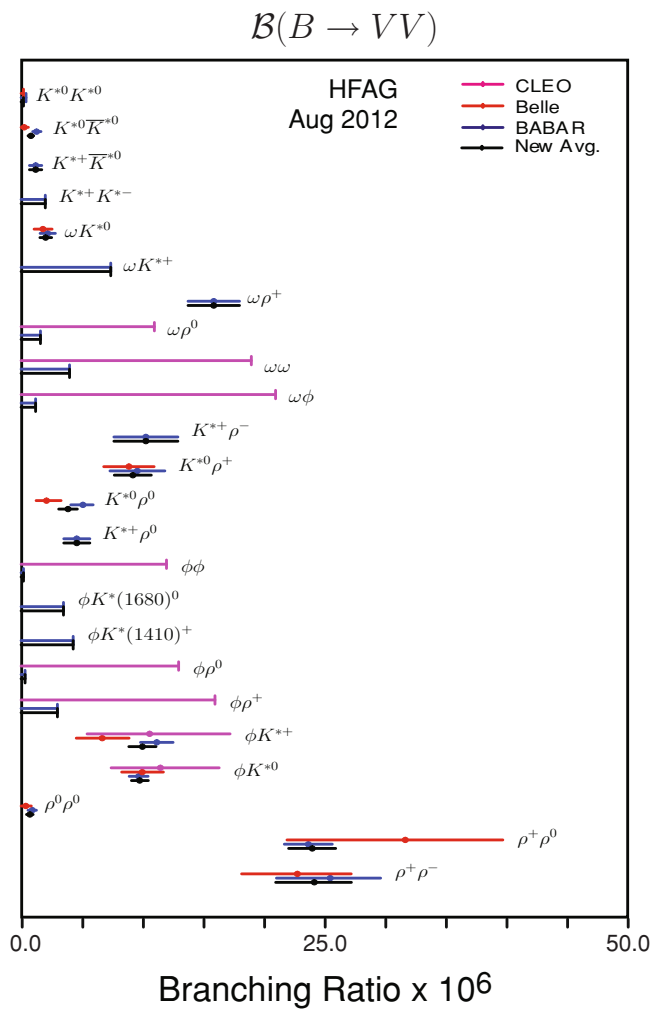 ℬ(B → VV)
HFAG
Aug 2012
CLEO
Belle
BABAR
New Avg.
K*⁰K*⁰
K*⁰K̅*⁰
K*⁺K̅*⁰
K*⁺K*⁻
ωK*⁰
ωK*⁺
ωρ⁺
ωρ⁰
ωω
ωϕ
K*⁺ρ⁻
K*⁰ρ⁺
K*⁰ρ⁰
K*⁺ρ⁰
ϕϕ
ϕK*(1680)⁰
ϕK*(1410)⁺
ϕρ⁰
ϕρ⁺
ϕK*⁺
ϕK*⁰
ρ⁰ρ⁰
ρ⁺ρ⁰
ρ⁺ρ⁻
0.0 25.0 50.0
Branching Ratio x 10⁶